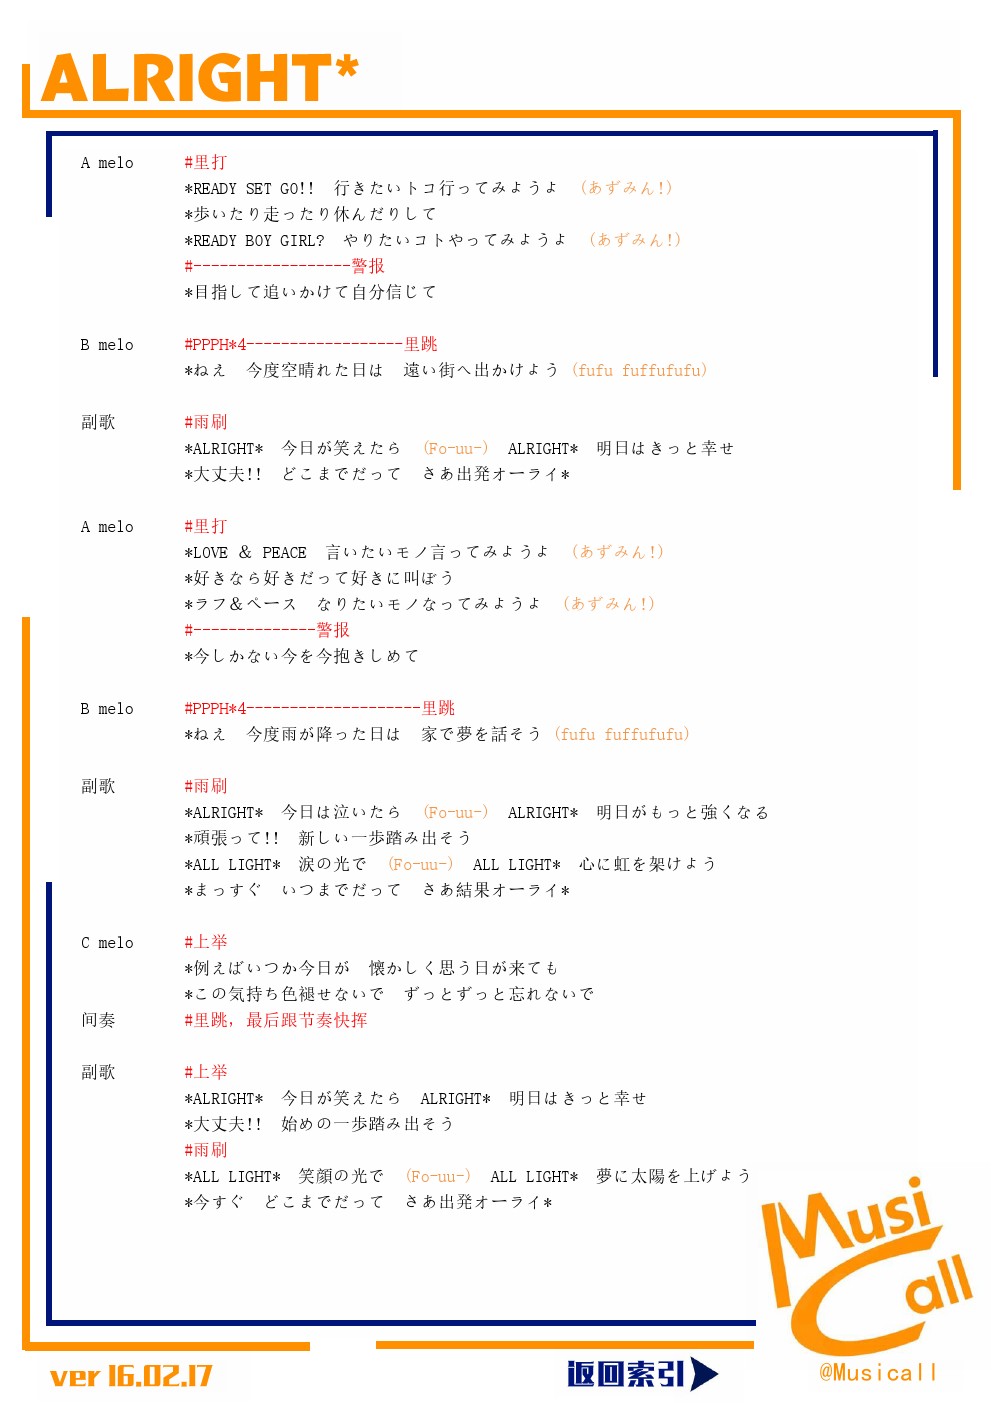 ALRIGHT*
A melo #里打
*READY SET GO!! 行きたいトコ行ってみようよ (あずみん!)
*歩いたり走ったり休んだりして
*READY BOY GIRL? やりたいコトやってみようよ (あずみん!)
#------------------警报
*目指して追いかけて自分信じて
B melo #PPPH*4------------------里跳
*ねえ 今度空晴れた日は 遠い街へ出かけよう (fufu fuffufufu)
副歌 #雨刷
*ALRIGHT* 今日が笑えたら (Fo-uu-) ALRIGHT* 明日はきっと幸せ
*大丈夫!! どこまでだって さあ出発オーライ*
A melo #里打
*LOVE & PEACE 言いたいモノ言ってみようよ (あずみん!)
*好きなら好きだって好きに叫ぼう
*ラフ&ペース なりたいモノなってみようよ (あずみん!)
#--------------警报
*今しかない今を今抱きしめて
B melo #PPPH*4--------------------里跳
*ねえ 今度雨が降った日は 家で夢を話そう (fufu fuffufufu)
副歌 #雨刷
*ALRIGHT* 今日は泣いたら (Fo-uu-) ALRIGHT* 明日がもっと強くなる
*頑張って!! 新しい一歩踏み出そう
*ALL LIGHT* 涙の光で (Fo-uu-) ALL LIGHT* 心に虹を架けよう
*まっすぐ いつまでだって さあ結果オーライ*
C melo #上举
*例えばいつか今日が 懐かしく思う日が来ても
*この気持ち色褪せないで ずっとずっと忘れないで
间奏 #里跳, 最后跟节奏快挥
副歌 #上举
*ALRIGHT* 今日が笑えたら ALRIGHT* 明日はきっと幸せ
*大丈夫!! 始めの一歩踏み出そう
#雨刷
*ALL LIGHT* 笑顔の光で (Fo-uu-) ALL LIGHT* 夢に太陽を上げよう
*今すぐ どこまでだって さあ出発オーライ*
Musi
Call
ver 16.02.17
返回索引
@Musicall